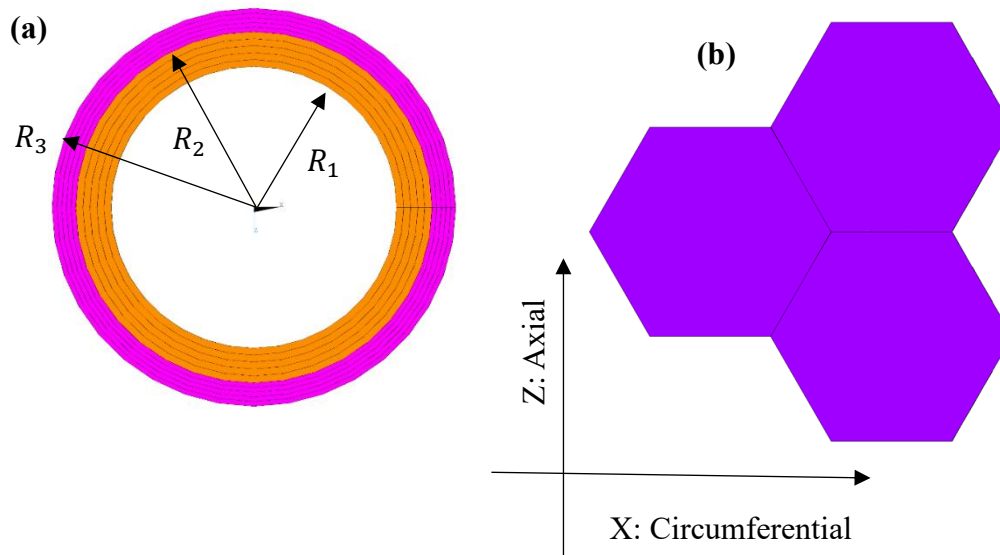 (a)
(b)
R₃
R₂
R₁
X
Z
Z: Axial
X: Circumferential